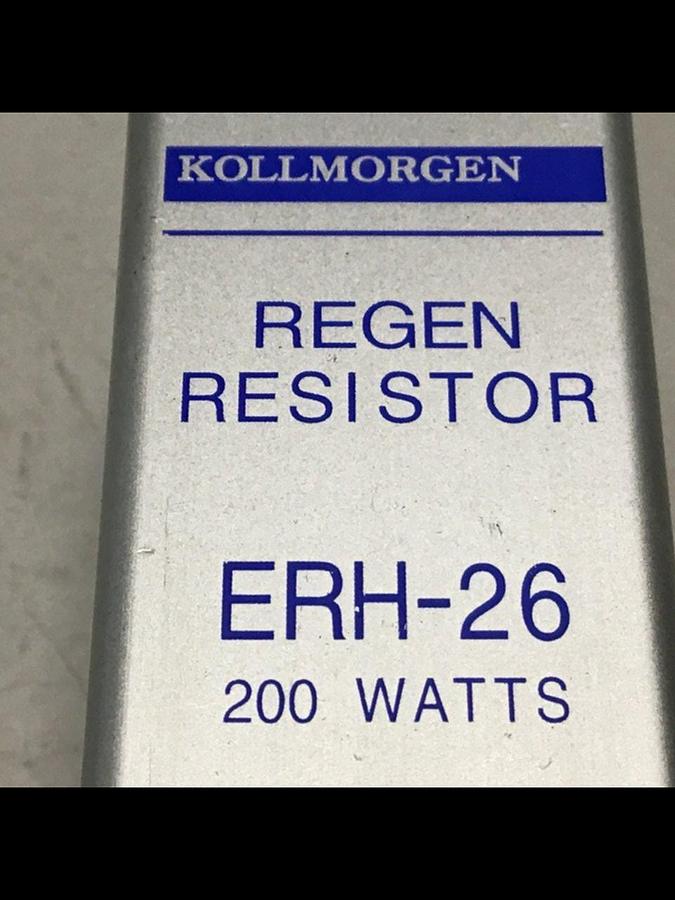 KOLLMORGEN
REGEN
RESISTOR
ERH-26
200 WATTS